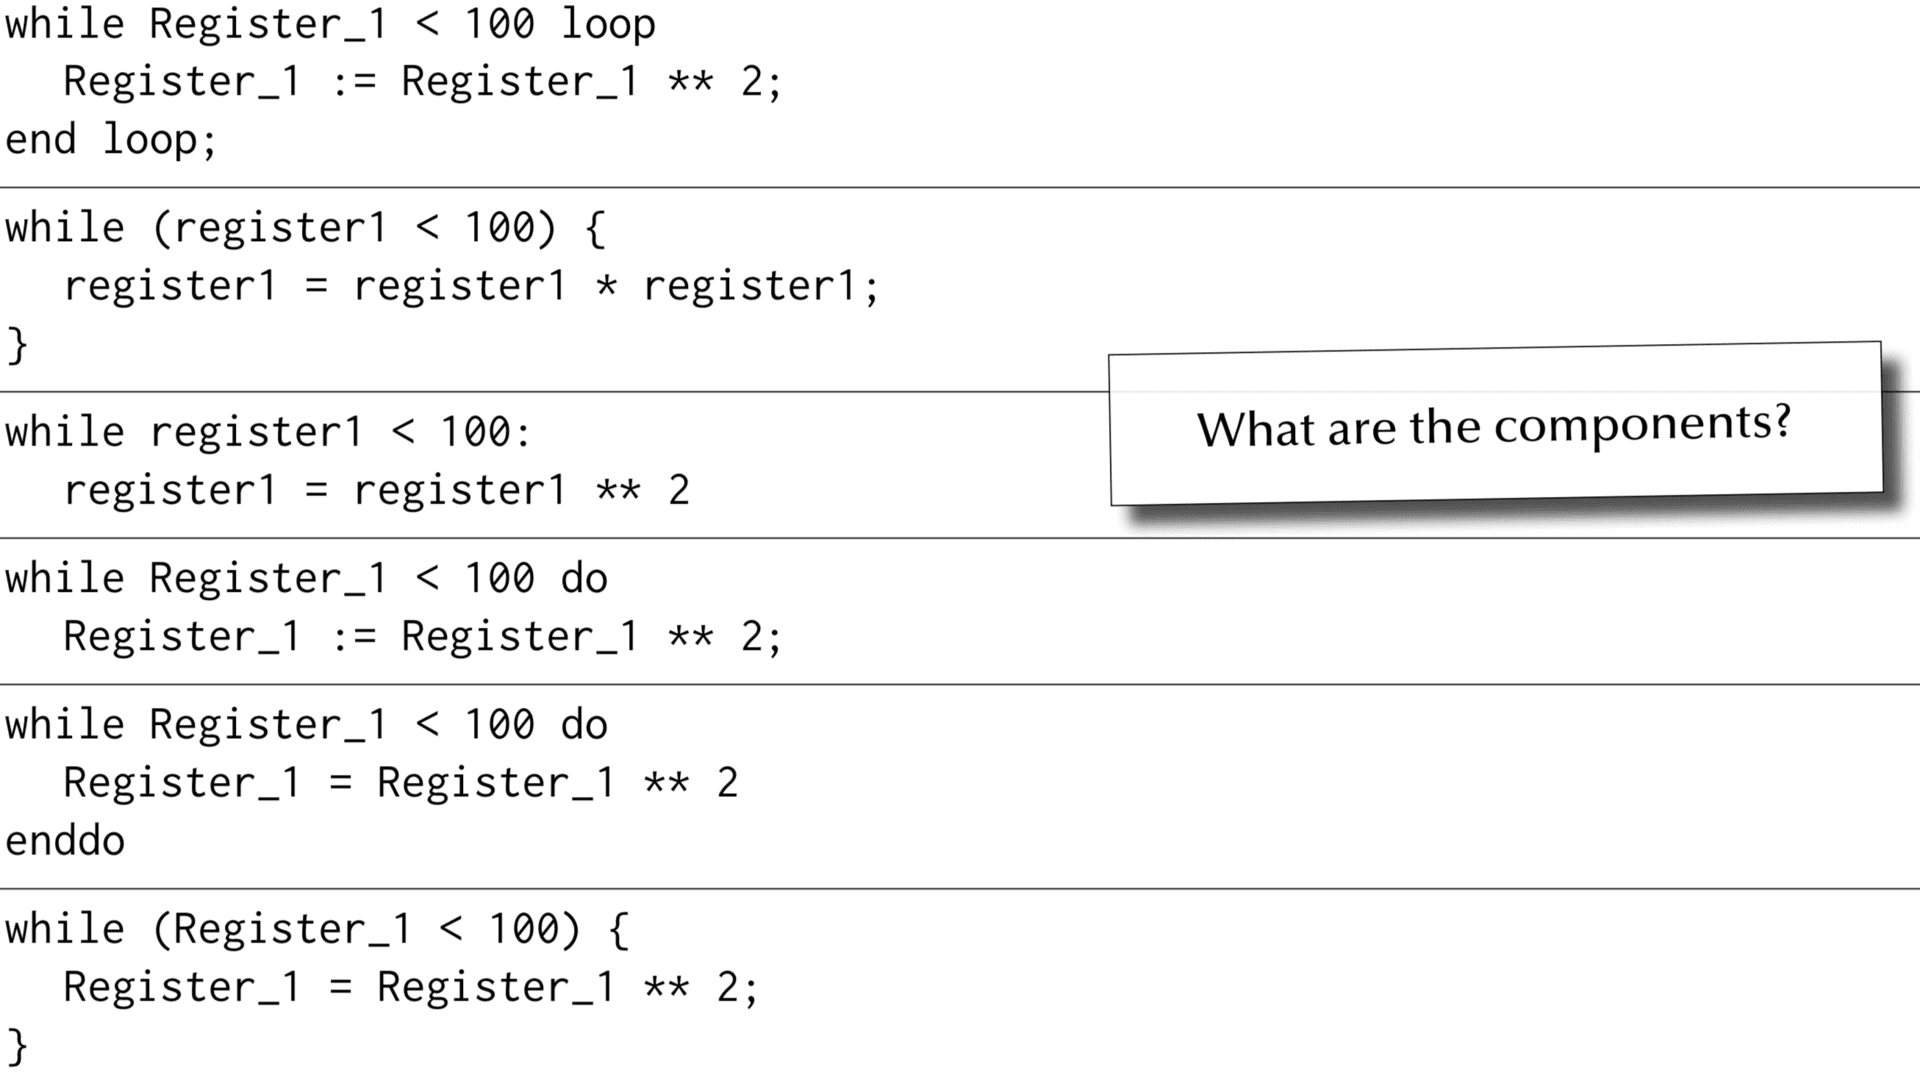 while Register_1 < 100 loop
   Register_1 := Register_1 ** 2;
end loop;
while (register1 < 100) {
   register1 = register1 * register1;
}
What are the components?
while register1 < 100:
   register1 = register1 ** 2
while Register_1 < 100 do
   Register_1 := Register_1 ** 2;
while Register_1 < 100 do
   Register_1 = Register_1 ** 2
enddo
while (Register_1 < 100) {
   Register_1 = Register_1 ** 2;
}